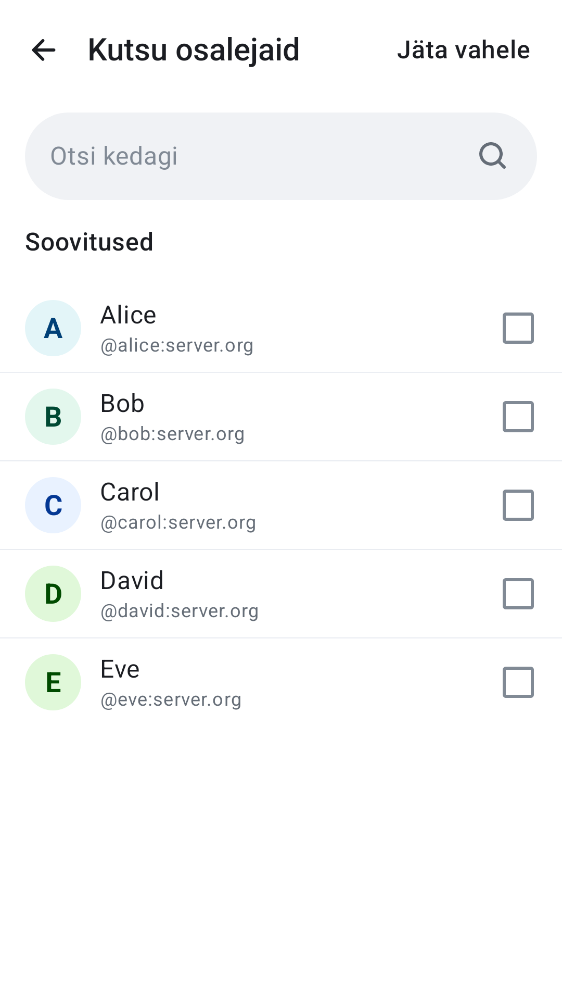 Kutsu osalejaid
Jäta vahele
Otsi kedagi
Soovitused
A
Alice
@alice:server.org
B
Bob
@bob:server.org
C
Carol
@carol:server.org
D
David
@david:server.org
E
Eve
@eve:server.org